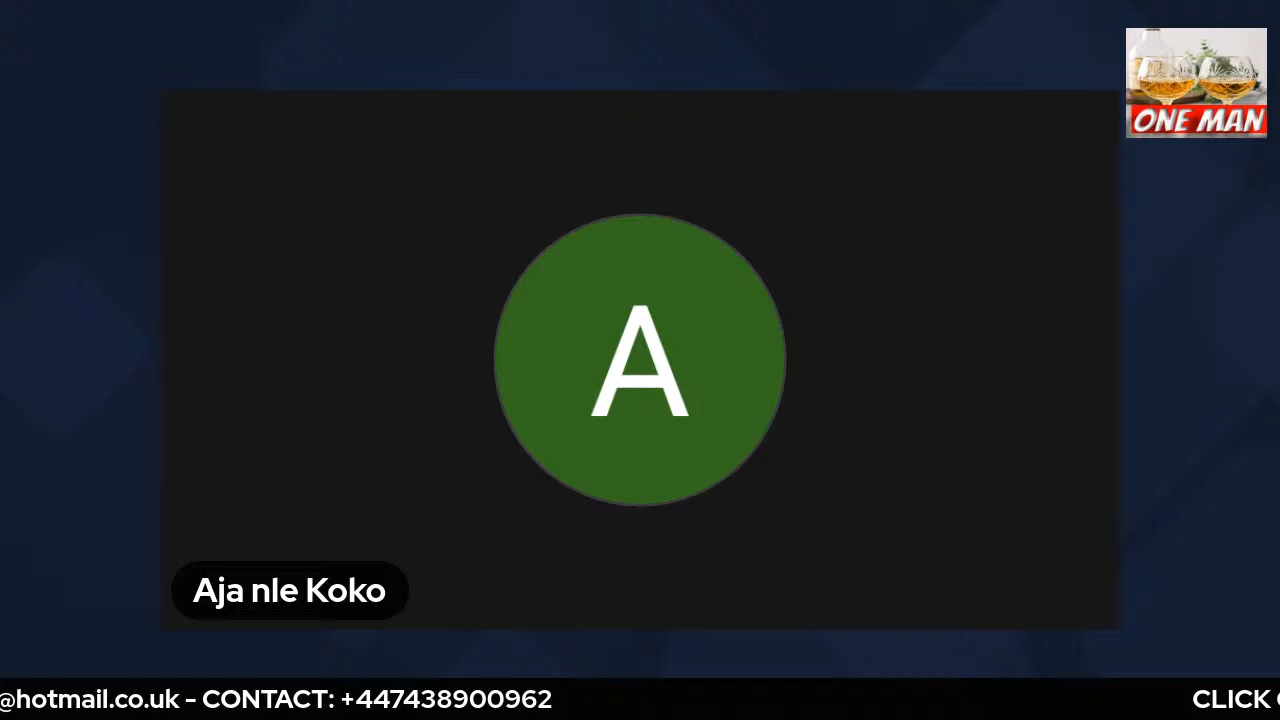 ONE MAN
A
Aja nle Koko
@hotmail.co.uk - CONTACT: +447438900962
CLICK